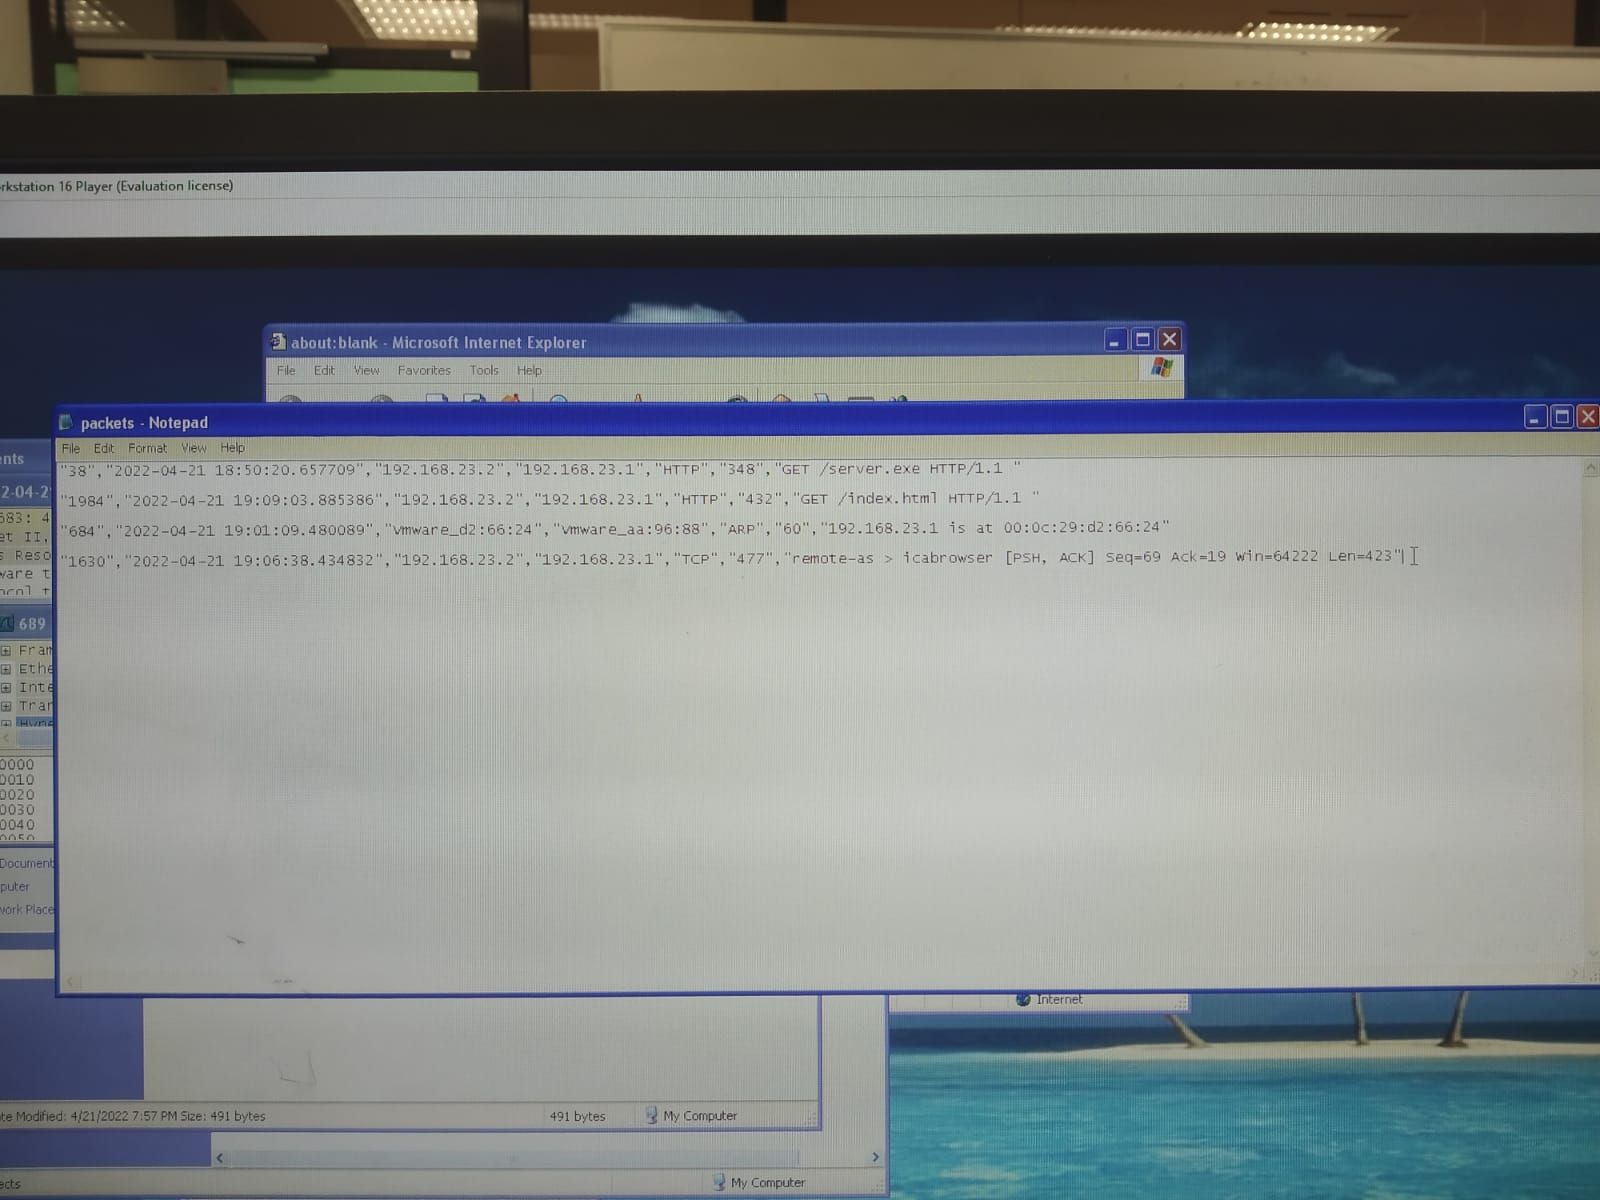 rkstation 16 Player (Evaluation license)
about:blank - Microsoft Internet Explorer
File Edit View Favorites Tools Help
packets - Notepad
File Edit Format View Help
"38","2022-04-21 18:50:20.657709","192.168.23.2","192.168.23.1","HTTP","348","GET /server.exe HTTP/1.1 "
"1984","2022-04-21 19:09:03.885386","192.168.23.2","192.168.23.1","HTTP","432","GET /index.html HTTP/1.1 "
"684","2022-04-21 19:01:09.480089","Vmware_d2:66:24","Vmware_aa:96:88","ARP","60","192.168.23.1 is at 00:0c:29:d2:66:24"
"1630","2022-04-21 19:06:38.434832","192.168.23.2","192.168.23.1","TCP","477","remote-as > icabrowser [PSH, ACK] Seq=69 Ack=19 Win=64222 Len=423"
nts
2-04-2
683: 4
et II,
s Reso
ware t
ocol t
689
Fram
Ethe
Inte
Tran
Hype
0000
0010
0020
0030
0040
0050
Document
puter
work Place
Internet
te Modified: 4/21/2022 7:57 PM Size: 491 bytes
491 bytes
My Computer
ects
My Computer